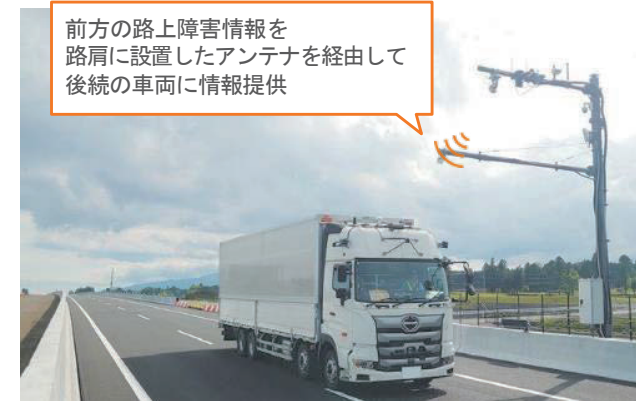 前方の路上障害情報を
路肩に設置したアンテナを経由して
後続の車両に情報提供